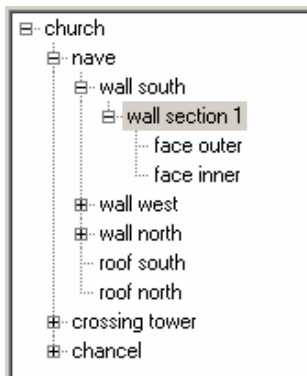 church
nave
wall south
wall section 1
face outer
face inner
wall west
wall north
roof south
roof north
crossing tower
chancel